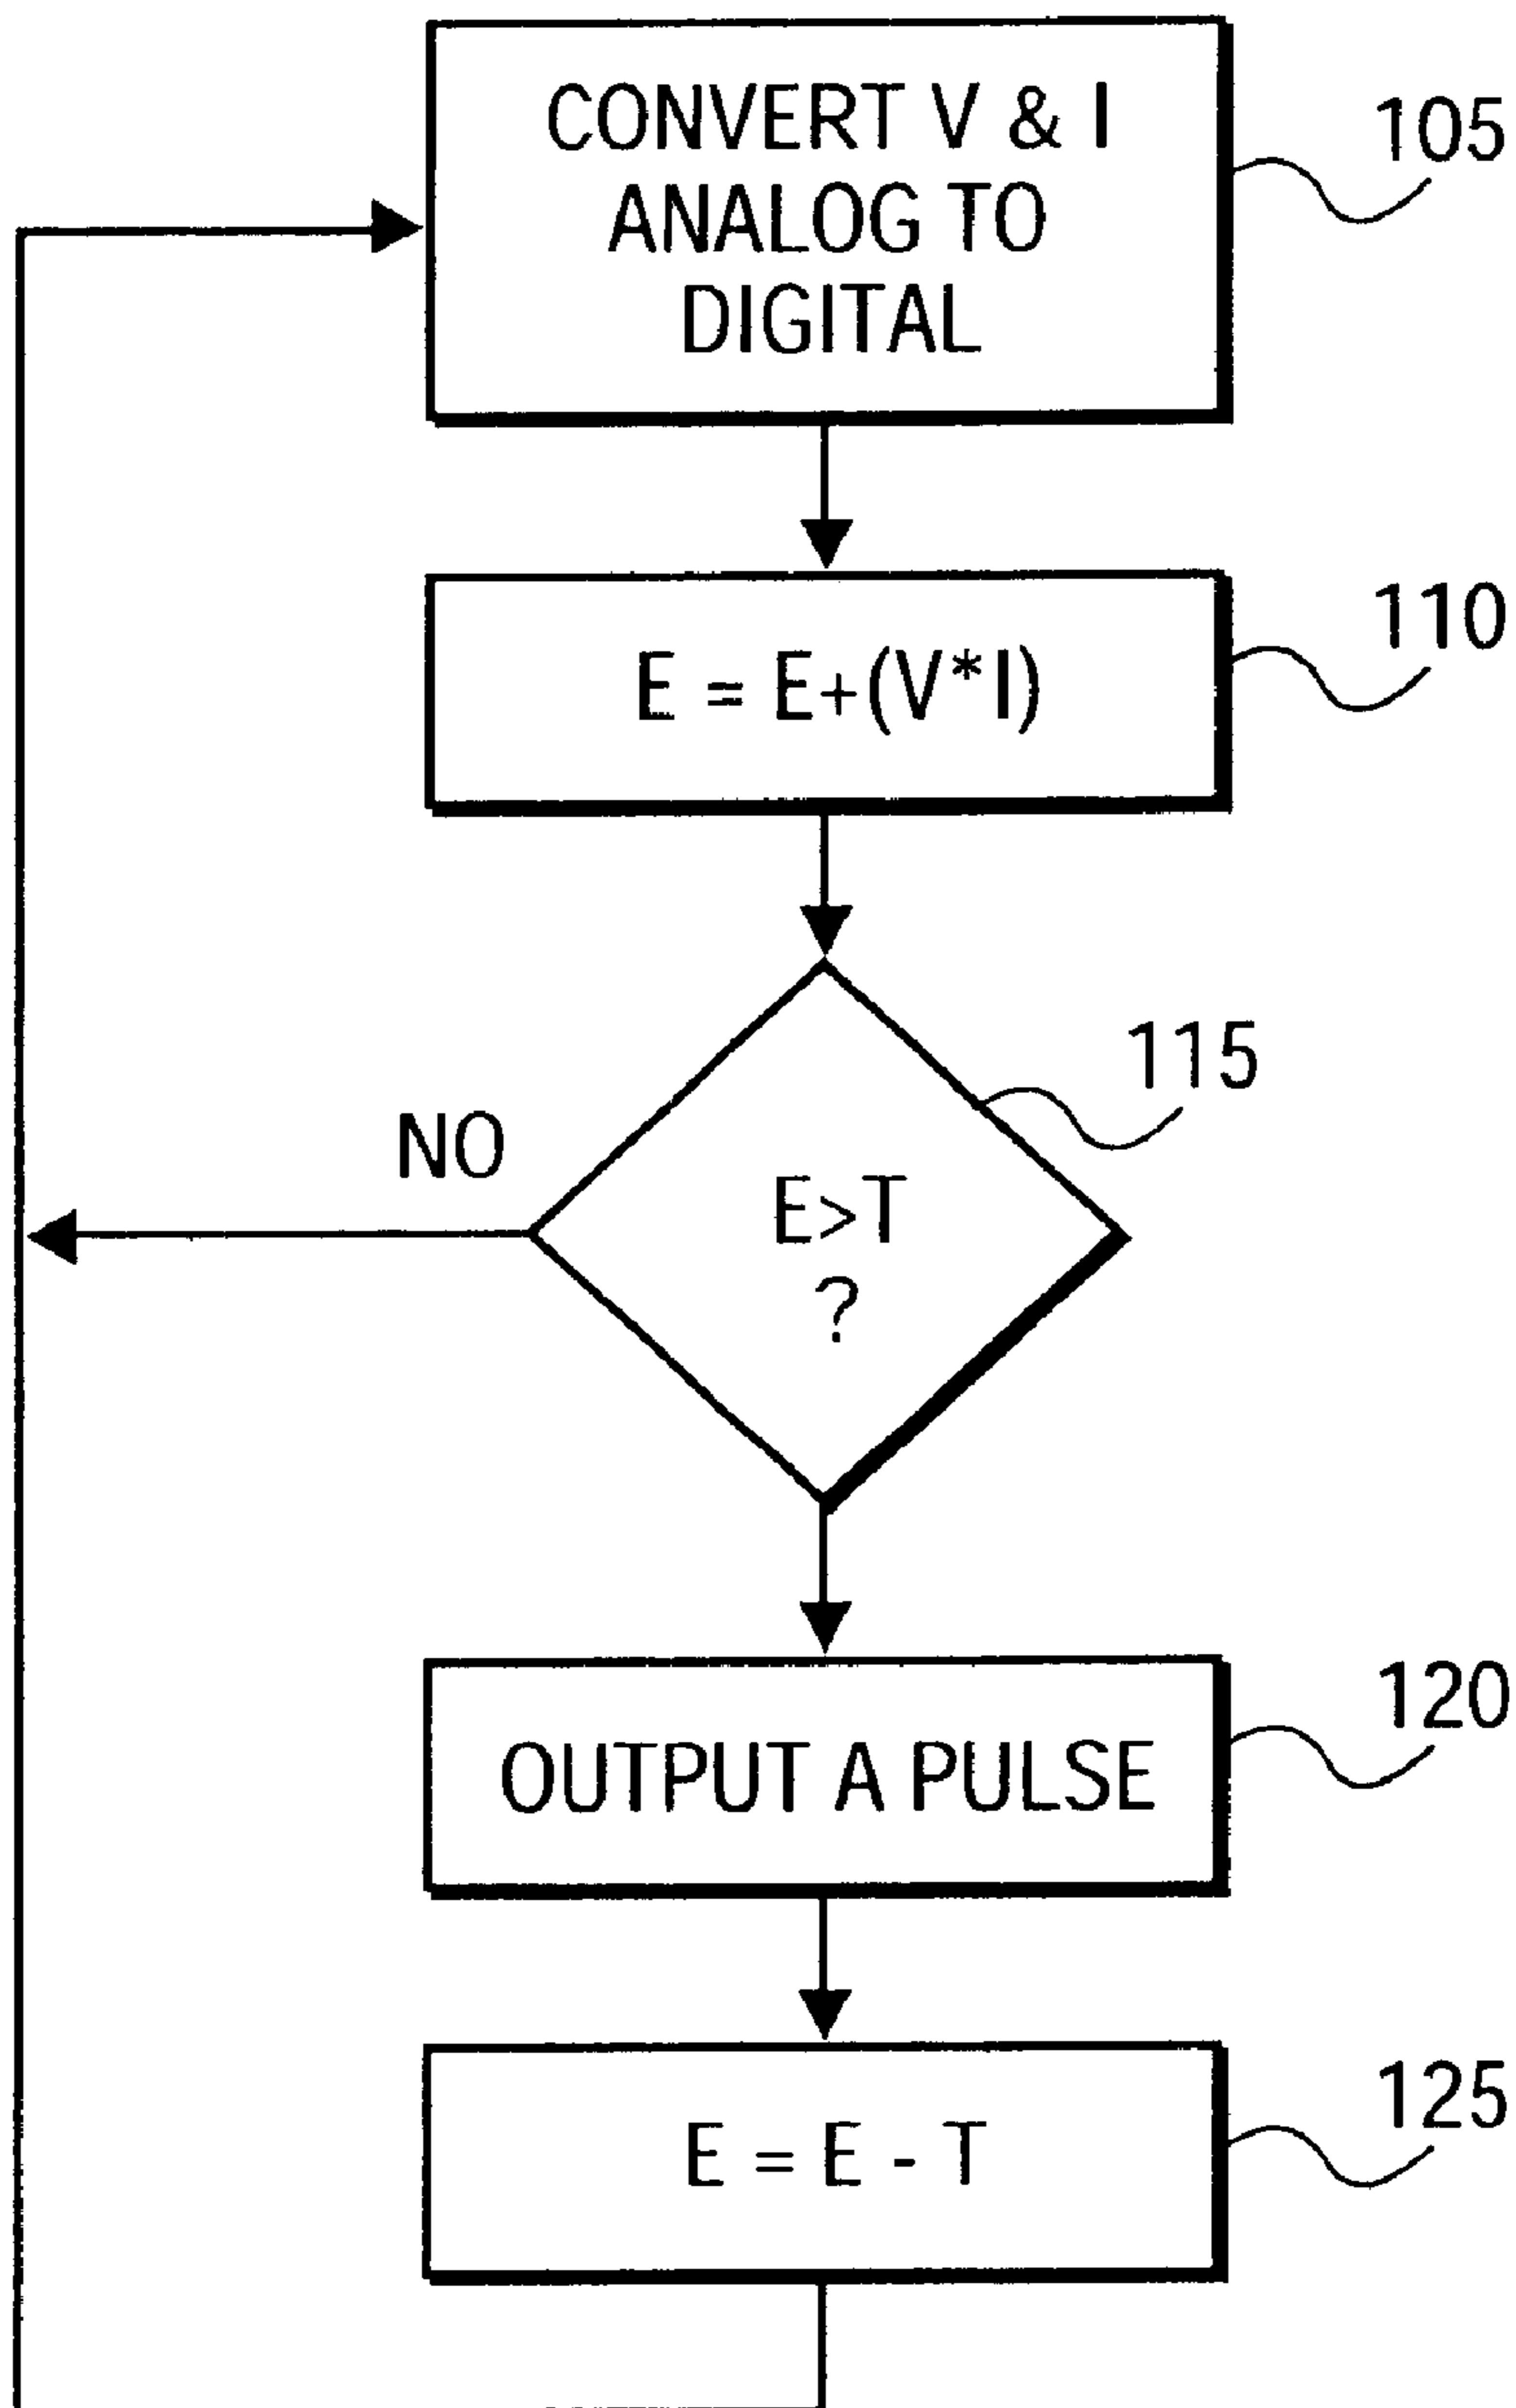 CONVERT V & I
ANALOG TO
DIGITAL
105
E = E+(V*I)
110
115
NO
E>T
?
OUTPUT A PULSE
120
E = E - T
125